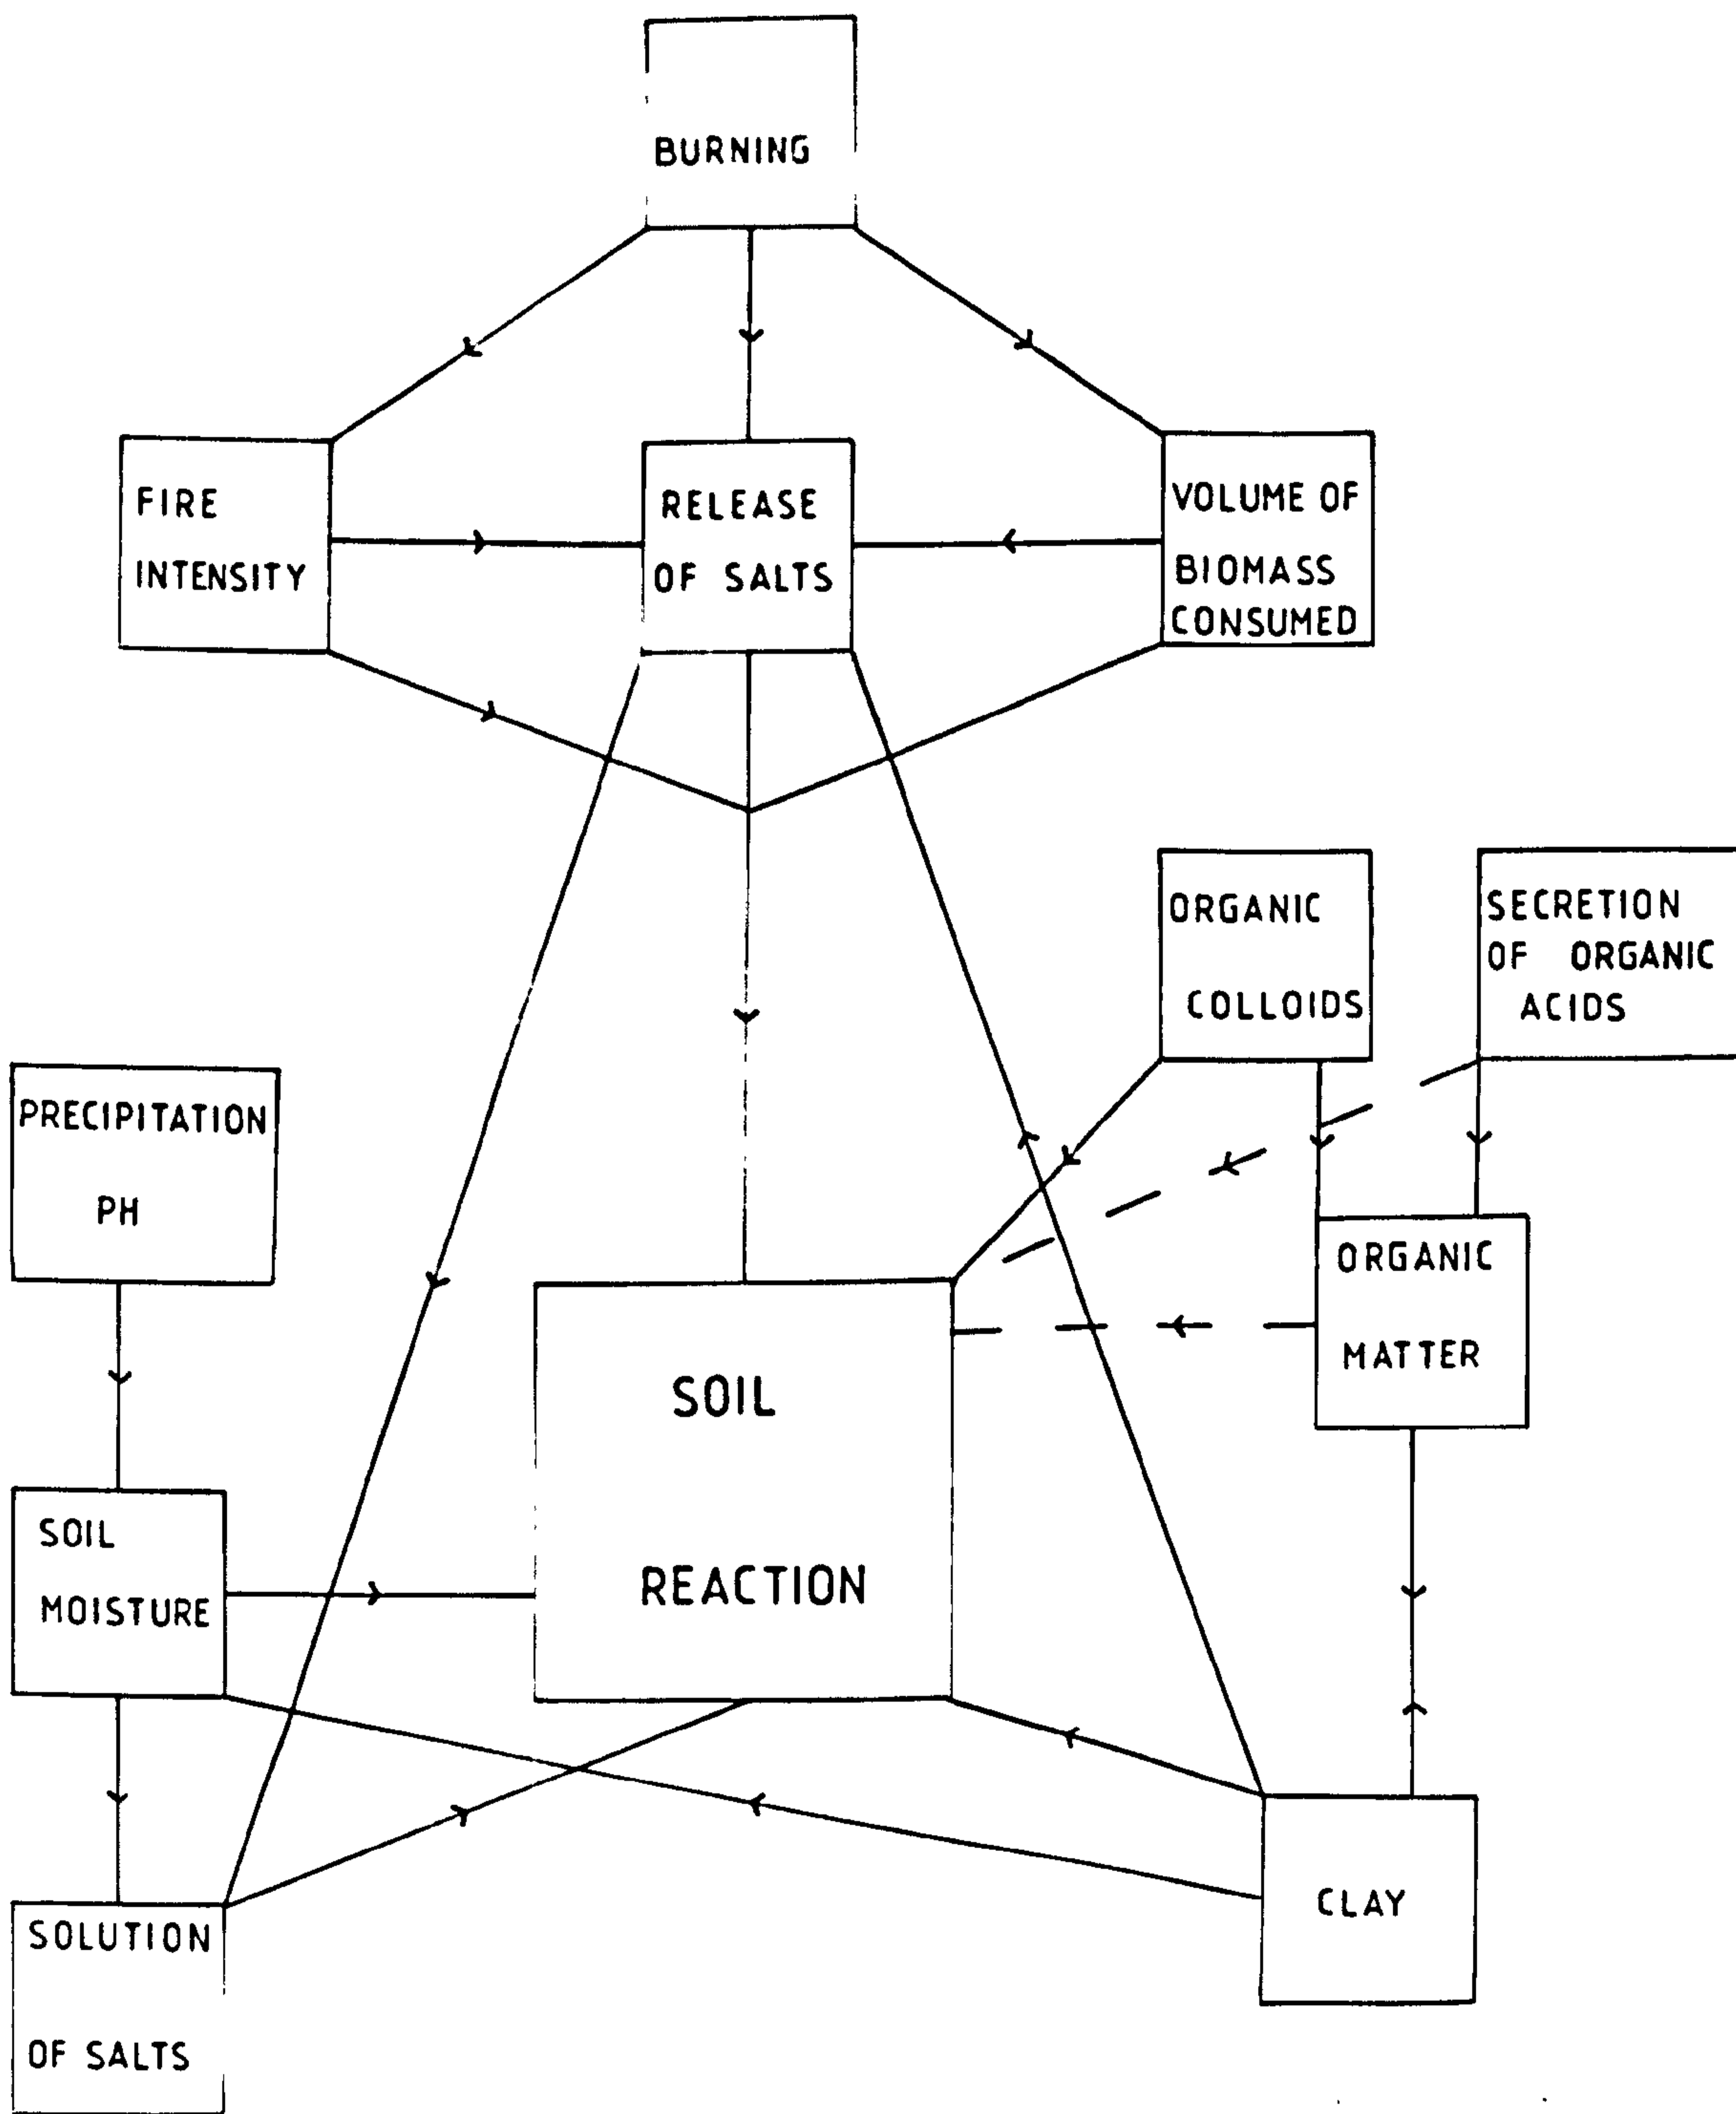 BURNING
FIRE
INTENSITY
RELEASE
OF SALTS
VOLUME OF
BIOMASS
CONSUMED
ORGANIC
COLLOIDS
SECRETION
OF ORGANIC
ACIDS
PRECIPITATION
PH
ORGANIC
MATTER
SOIL
REACTION
SOIL
MOISTURE
CLAY
SOLUTION
OF SALTS